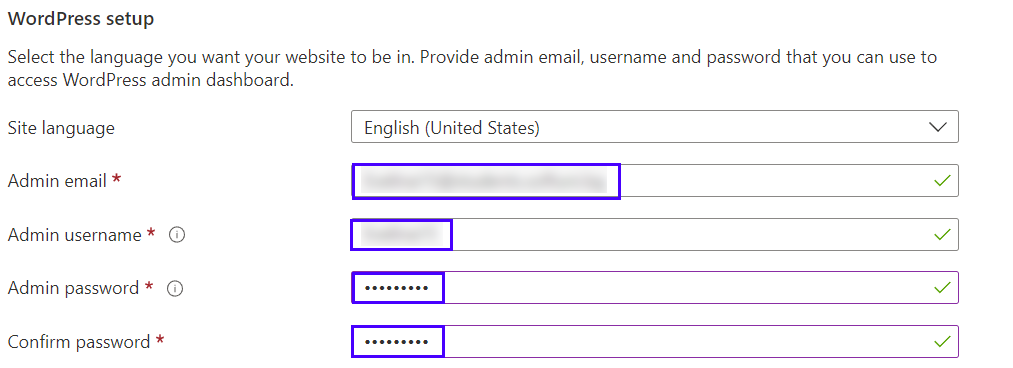 WordPress setup
Select the language you want your website to be in. Provide admin email, username and password that you can use to
access WordPress admin dashboard.
Site language
English (United States)
Admin email *
Admin username *
Admin password *
•••••••••
Confirm password *
•••••••••